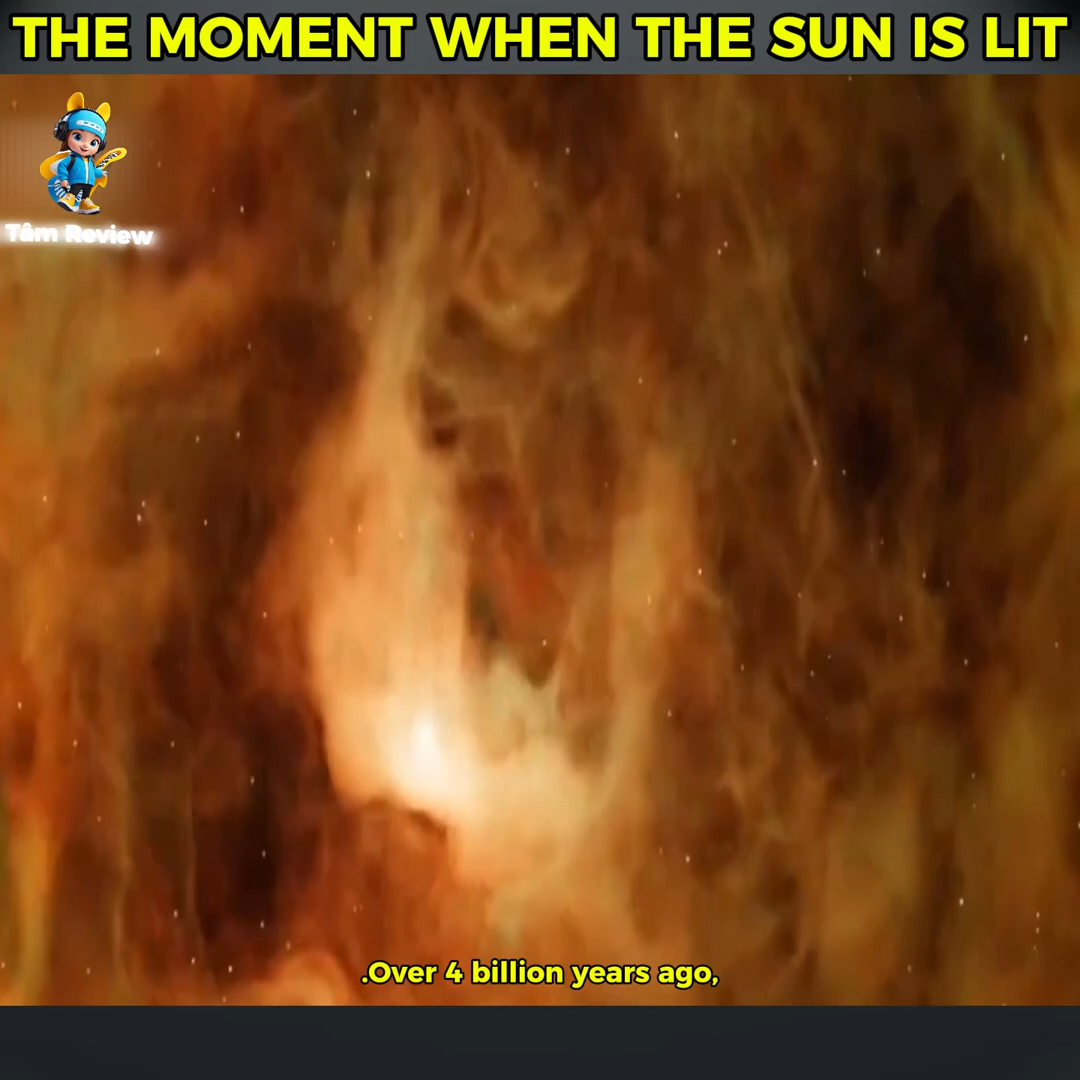 THE MOMENT WHEN THE SUN IS LIT
Tâm Review
.Over 4 billion years ago,